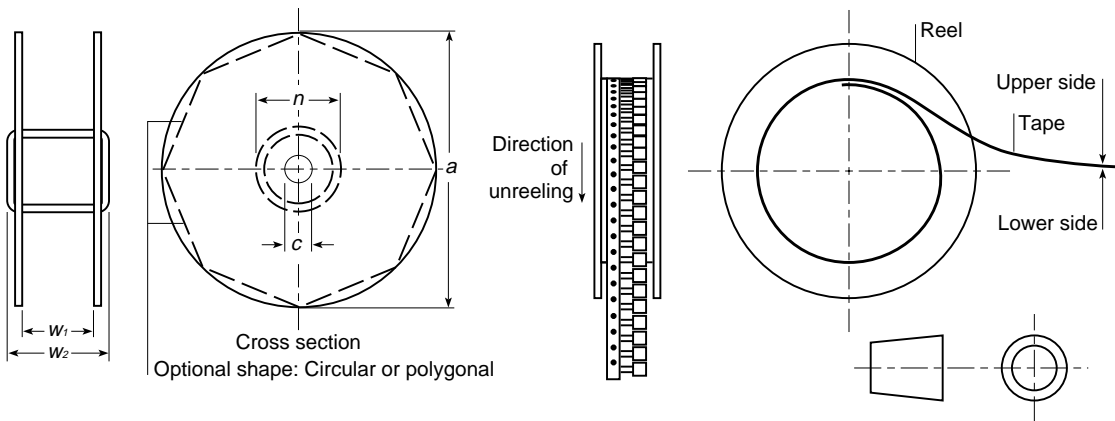 n
a
c
w₁
w₂
Cross section
Optional shape: Circular or polygonal
Direction
of
unreeling
Reel
Upper side
Tape
Lower side